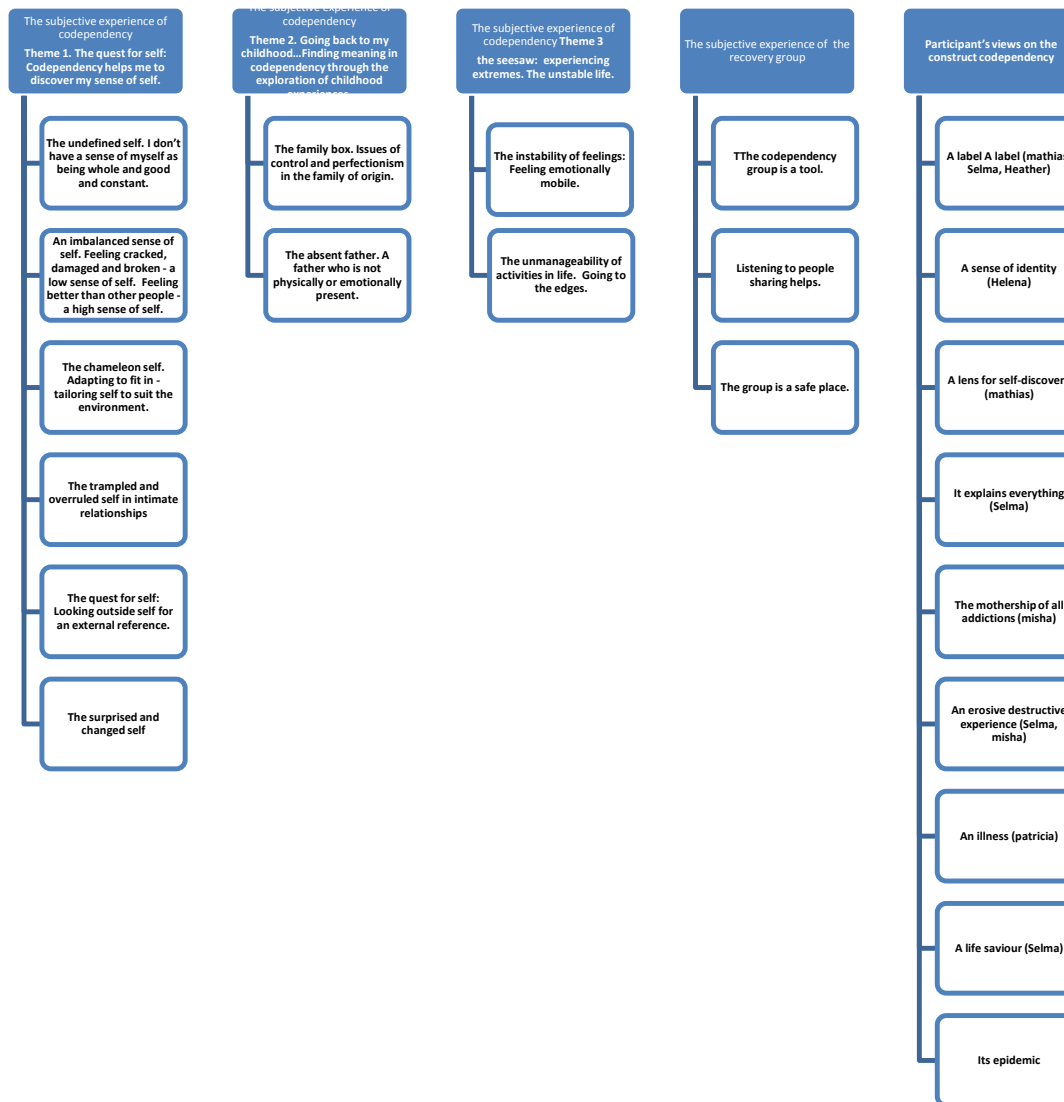 The subjective experience of
codependency
Theme 1. The quest for self:
Codependency helps me to
discover my sense of self.
The undefined self. I don't
have a sense of myself as
being whole and good
and constant.
An imbalanced sense of
self. Feeling cracked,
damaged and broken - a
low sense of self. Feeling
better than other people -
a high sense of self.
The chameleon self.
Adapting to fit in -
tailoring self to suit the
environment.
The trampled and
overruled self in intimate
relationships
The quest for self:
Looking outside self for
an external reference.
The surprised and
changed self
The subjective experience of
codependency
Theme 2. Going back to my
childhood...Finding meaning in
codependency through the
exploration of childhood
experiences
The family box. Issues of
control and perfectionism
in the family of origin.
The absent father. A
father who is not
physically or emotionally
present.
The subjective experience of
codependency Theme 3
the seesaw: experiencing
extremes. The unstable life.
The instability of feelings:
Feeling emotionally
mobile.
The unmanageability of
activities in life. Going to
the edges.
The subjective experience of the
recovery group
TThe codependency
group is a tool.
Listening to people
sharing helps.
The group is a safe place.
Participant's views on the
construct codependency
A label A label (mathias
Selma, Heather)
A sense of identity
(Helena)
A lens for self-discover
(mathias)
It explains everything
(Selma)
The mothership of all
addictions (misha)
An erosive destructive
experience (Selma,
misha)
An illness (patricia)
A life saviour (Selma)
Its epidemic